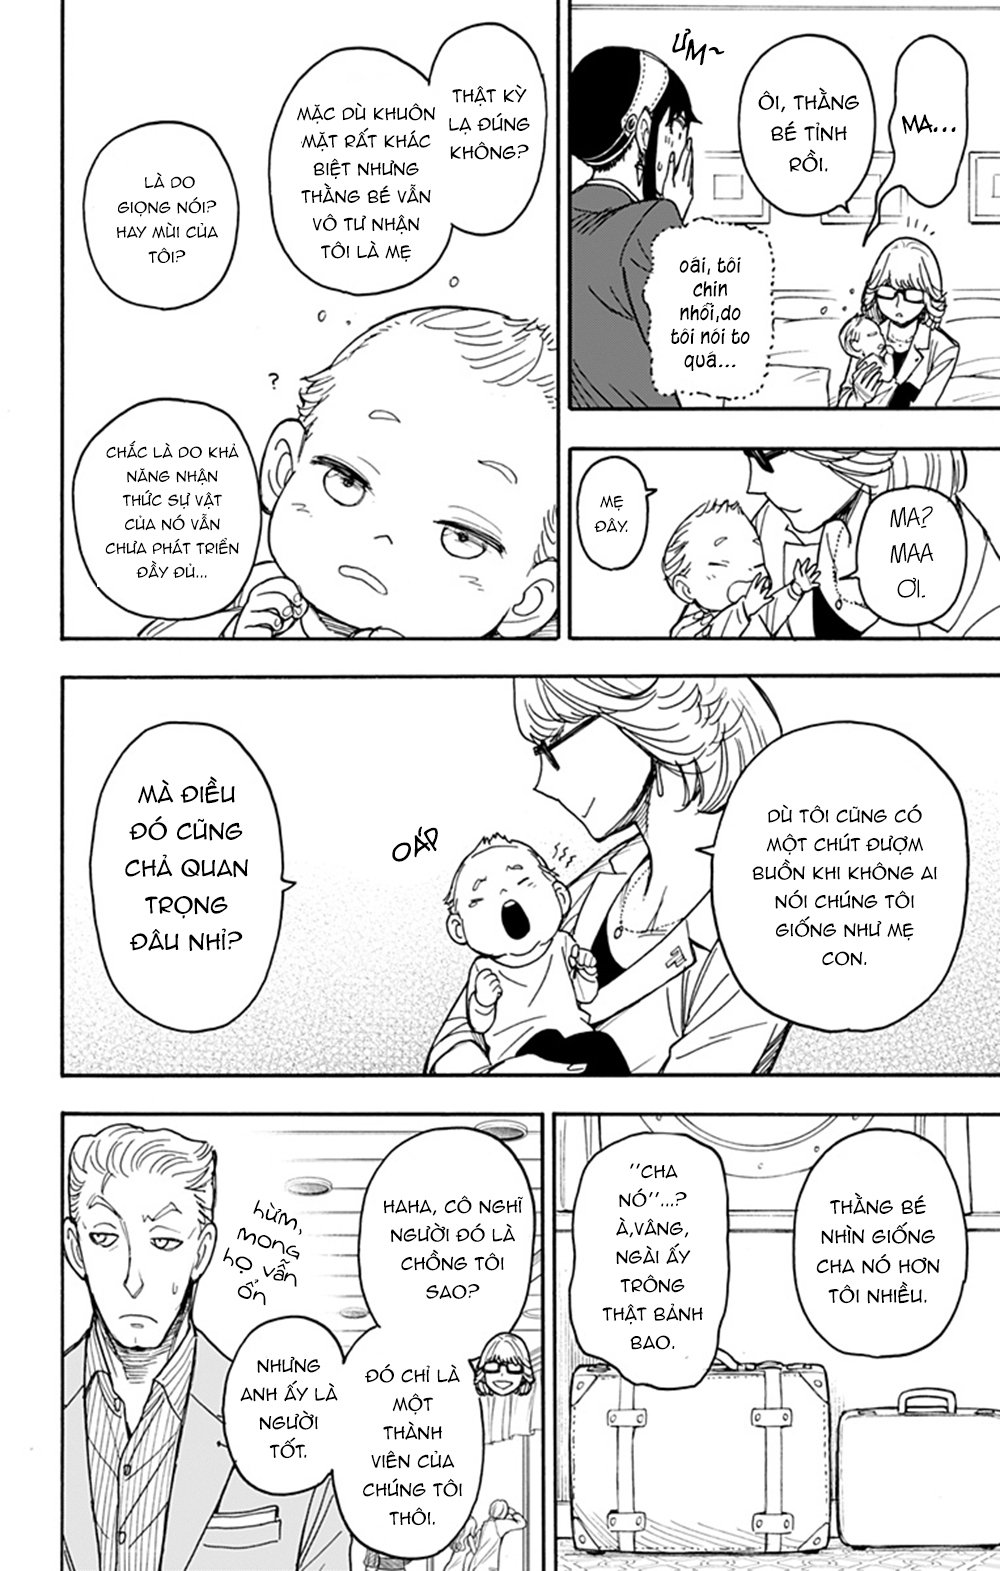 MA...
ÔI, THẰNG
BÉ TỈNH
RỒI.
ƯM~
oái, tôi
chin
nhồi,do
tôi nói to
quá...
THẬT KỲ
LẠ ĐÚNG
KHÔNG?
MẶC DÙ KHUÔN
MẶT RẤT KHÁC
BIỆT NHƯNG
THẰNG BÉ VẪN
VÔ TƯ NHẬN
TÔI LÀ MẸ
LÀ DO
GIỌNG NÓI?
HAY MÙI CỦA
TÔI?
?
CHẮC LÀ DO KHẢ
NĂNG NHẬN
THỨC SỰ VẬT
CỦA NÓ VẪN
CHƯA PHÁT TRIỂN
ĐẦY ĐỦ...
MA?
MAA
ƠI.
MẸ
ĐÂY.
DÙ TÔI CŨNG CÓ
MỘT CHÚT ĐƯỢM
BUỒN KHI KHÔNG AI
NÓI CHÚNG TÔI
GIỐNG NHƯ MẸ
CON.
OÁP
MÀ ĐIỀU
ĐÓ CŨNG
CHẢ QUAN
TRỌNG
ĐÂU NHỈ?
THẰNG BÉ
NHÌN GIỐNG
CHA NÓ HƠN
TÔI NHIỀU.
''CHA
NÓ''...?
À,VÂNG,
NGÀI ẤY
TRÔNG
THẬT BẢNH
BAO.
HAHA, CÔ NGHĨ
NGƯỜI ĐÓ LÀ
CHỒNG TÔI
SAO?
ĐÓ CHỈ LÀ
MỘT
THÀNH
VIÊN CỦA
CHÚNG TÔI
THÔI.
NHƯNG
ANH ẤY LÀ
NGƯỜI
TỐT.
hừm,
mong
họ vẫn
ổn